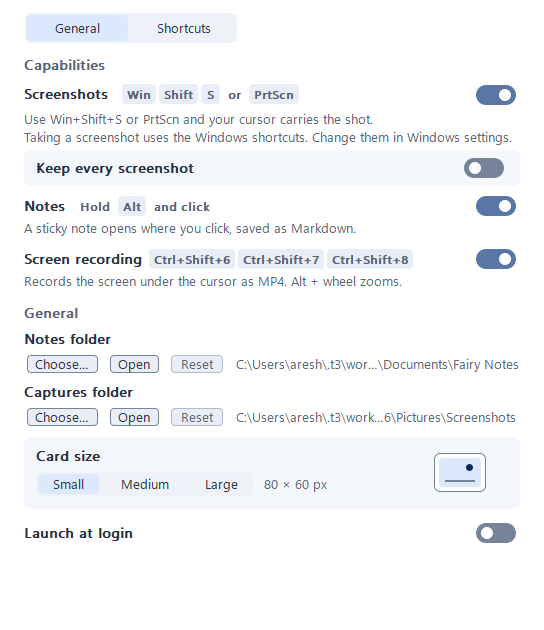 General Shortcuts
Capabilities
Screenshots Win Shift S or PrtScn
Use Win+Shift+S or PrtScn and your cursor carries the shot.
Taking a screenshot uses the Windows shortcuts. Change them in Windows settings.
Keep every screenshot
Notes Hold Alt and click
A sticky note opens where you click, saved as Markdown.
Screen recording Ctrl+Shift+6 Ctrl+Shift+7 Ctrl+Shift+8
Records the screen under the cursor as MP4. Alt + wheel zooms.
General
Notes folder
Choose... Open Reset C:\Users\aresh\.t3\wor...\Documents\Fairy Notes
Captures folder
Choose... Open Reset C:\Users\aresh\.t3\work...6\Pictures\Screenshots
Card size
Small Medium Large 80 × 60 px
Launch at login